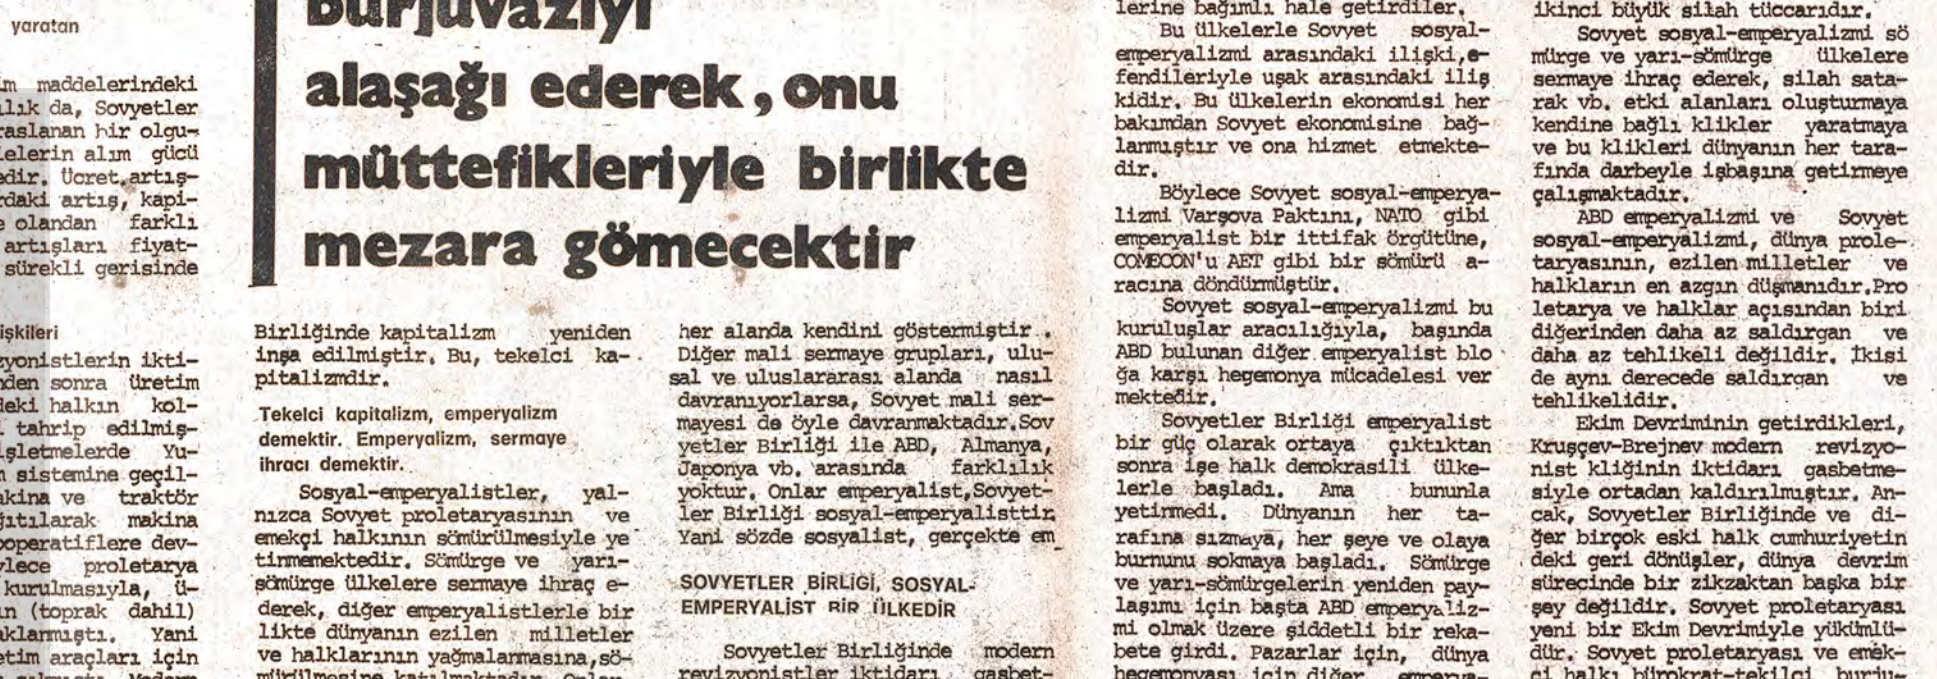 yaratan
maddelerindeki
da, Sovyetler
bir olgu-
alım gücü
Ücret artış-
artış, kapi-
olandan farklı
artışları fiyat-
sürekli gerisinde
sonra üretim
halkın kol-
tahrip edilmiş-
Yu-
sistemine geçil-
ve traktör
makina
dev-
proletarya
kurulmasıyla, ü-
(toprak dahil)
Yani
araçları için
burjuvaziyi
alaşağı ederek, onu
müttefikleriyle birlikte
mezara gömecektir
Birliğinde kapitalizm yeniden
inşa edilmiştir. Bu, tekelci ka-
pitalizmdir.
Tekelci kapitalizm, emperyalizm
demektir. Emperyalizm, sermaye
ihracı demektir.
Sosyal-emperyalistler, yal-
nızca Sovyet proletaryasının ve
emekçi halkının sömürülmesiyle ye
tinmemektedir. Sömürge ve yarı-
sömürge ülkelere sermaye ihraç e-
derek, diğer emperyalistlerle bir
likte dünyanın ezilen milletler
ve halklarının yağmalanmasına,sö-
mürülmesine katılmaktadır. Onlar
her alanda kendini göstermiştir .
Diğer mali sermaye grupları, ulu-
sal ve uluslararası alanda nasıl
davranıyorlarsa, Sovyet mali ser-
mayesi de öyle davranmaktadır.Sov
yetler Birliği ile ABD, Almanya,
Japonya vb. arasında farklılık
yoktur. Onlar emperyalist,Sovyet-
ler Birliği sosyal-emperyalisttir.
Yani sözde sosyalist, gerçekte em
SOVYETLER BİRLİĞİ, SOSYAL-
EMPERYALİST BİR ÜLKEDİR
Sovyetler Birliğinde modern
revizyonistler iktidarı gasbet-
lerine bağımlı hale getirdiler.
Bu ülkelerle Sovyet sosyal-
emperyalizmi arasındaki ilişki,e-
fendileriyle uşak arasındaki iliş
kidir. Bu ülkelerin ekonomisi her
bakımdan Sovyet ekonomisine bağ-
lanmıştır ve ona hizmet etmekte-
dir.
Böylece Sovyet sosyal-emperya-
lizmi Varşova Paktını, NATO gibi
emperyalist bir ittifak örgütüne,
COMECON'u AET gibi bir sömürü a-
racına döndürmüştür.
Sovyet sosyal-emperyalizmi bu
kuruluşlar aracılığıyla, başında
ABD bulunan diğer emperyalist blo
ğa karşı hegemonya mücadelesi ver
mektedir.
Sovyetler Birliği emperyalist
bir güç olarak ortaya çıktıktan
sonra işe halk demokrasili ülke-
lerle başladı. Ama bununla
yetinmedi. Dünyanın her ta-
rafına sızmaya, her şeye ve olaya
burnunu sokmaya başladı. Sömürge
ve yarı-sömürgelerin yeniden pay-
laşımı için başta ABD emperyaliz-
mi olmak üzere şiddetli bir reka-
bete girdi. Pazarlar için, dünya
hegemonyası için diğer emperya-
ikinci büyük silah tüccarıdır.
Sovyet sosyal-emperyalizmi sö
mürge ve yarı-sömürge ülkelere
sermaye ihraç ederek, silah sata-
rak vb. etki alanları oluşturmaya
kendine bağlı klikler yaratmaya
ve bu klikleri dünyanın her tara-
fında darbeyle işbaşına getirmeye
çalışmaktadır.
ABD emperyalizmi ve Sovyet
sosyal-emperyalizmi, dünya prole-
taryasının, ezilen milletler ve
halkların en azgın düşmanıdır.Pro
letarya ve halklar açısından biri
diğerinden daha az saldırgan ve
daha az tehlikeli değildir. İkisi
de aynı derecede saldırgan ve
tehlikelidir.
Ekim Devriminin getirdikleri,
Kruşçev-Brejnev modern revizyo-
nist kliğinin iktidarı gasbetme-
siyle ortadan kaldırılmıştır. An-
cak, Sovyetler Birliğinde ve di-
ğer birçok eski halk cumhuriyetin
deki geri dönüşler, dünya devrim
sürecinde bir zikzaktan başka bir
şey değildir. Sovyet proletaryası
yeni bir Ekim Devrimiyle yükümlü-
dür. Sovyet proletaryası ve emek-
çi halkı bürokrat-tekilci burju-